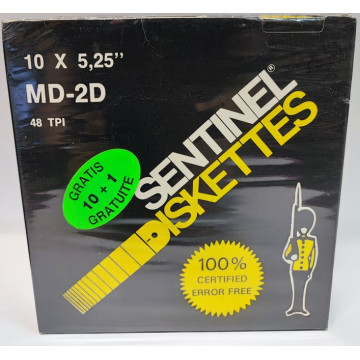 10 X 5,25''
MD-2D
48 TPI
GRATIS
10 + 1
GRATUITE
SENTINEL®
DISKETTES
100%
CERTIFIED
ERROR FREE